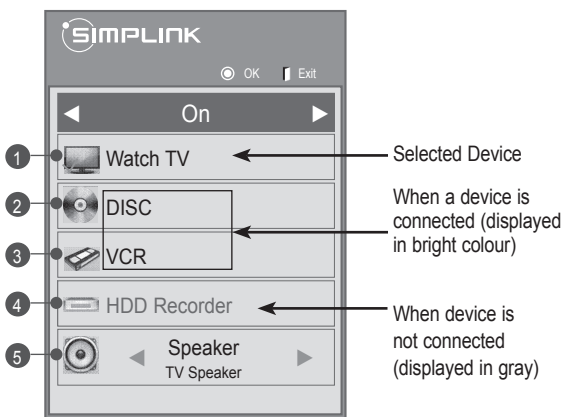 SIMPLINK
OK Exit
On
1 Watch TV
Selected Device
2 DISC
When a device is
connected (displayed
in bright colour)
3 VCR
4 HDD Recorder
When device is
not connected
(displayed in gray)
5 Speaker
TV Speaker